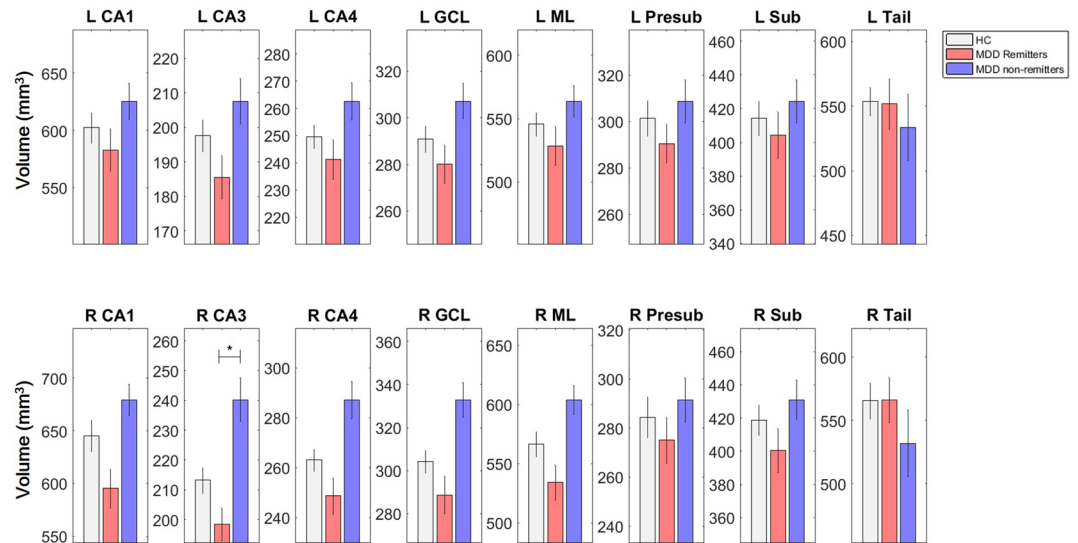 L CA1 L CA3 L CA4 L GCL L ML L Presub L Sub L Tail
HC
MDD Remitters
MDD non-remitters
Volume (mm³)
650 600 550
220 210 200 190 180 170
280 270 260 250 240 230 220
320 300 280 260
600 550 500
320 300 280 260
460 440 420 400 380 360 340
600 550 500 450
R CA1 R CA3 R CA4 R GCL R ML R Presub R Sub R Tail
*
Volume (mm³)
700 600 550
260 250 240 230 220 210 200
300 280 260 240
360 340 320 300 280
650 600 550 500
320 300 280 260 240
460 440 420 400 380 360
600 550 500